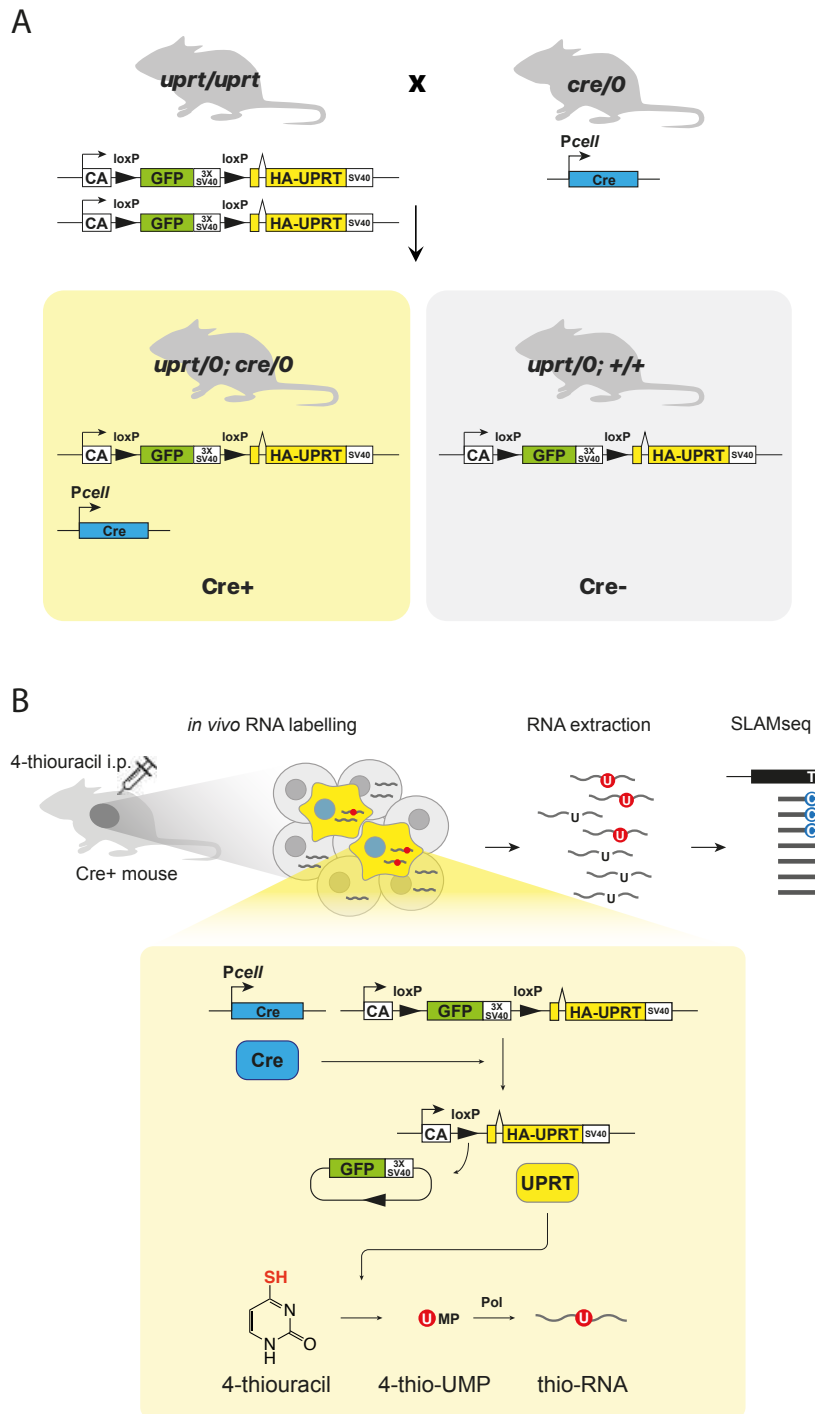 A
uprt/uprt
x
cre/0
Pcell
Cre
loxP loxP
CA GFP 3X SV40 HA-UPRT SV40
loxP loxP
CA GFP 3X SV40 HA-UPRT SV40
uprt/0; cre/0
loxP loxP
CA GFP 3X SV40 HA-UPRT SV40
Pcell
Cre
Cre+
uprt/0; +/+
loxP loxP
CA GFP 3X SV40 HA-UPRT SV40
Cre-
B
in vivo RNA labelling
RNA extraction
SLAMseq
4-thiouracil i.p.
Cre+ mouse
U
U
U
U
U
U
U
T
C
C
C
Pcell
Cre
loxP loxP
CA GFP 3X SV40 HA-UPRT SV40
Cre
loxP
CA HA-UPRT SV40
GFP 3X SV40
UPRT
SH
N
O
N
H
U MP
Pol
U
4-thiouracil 4-thio-UMP thio-RNA